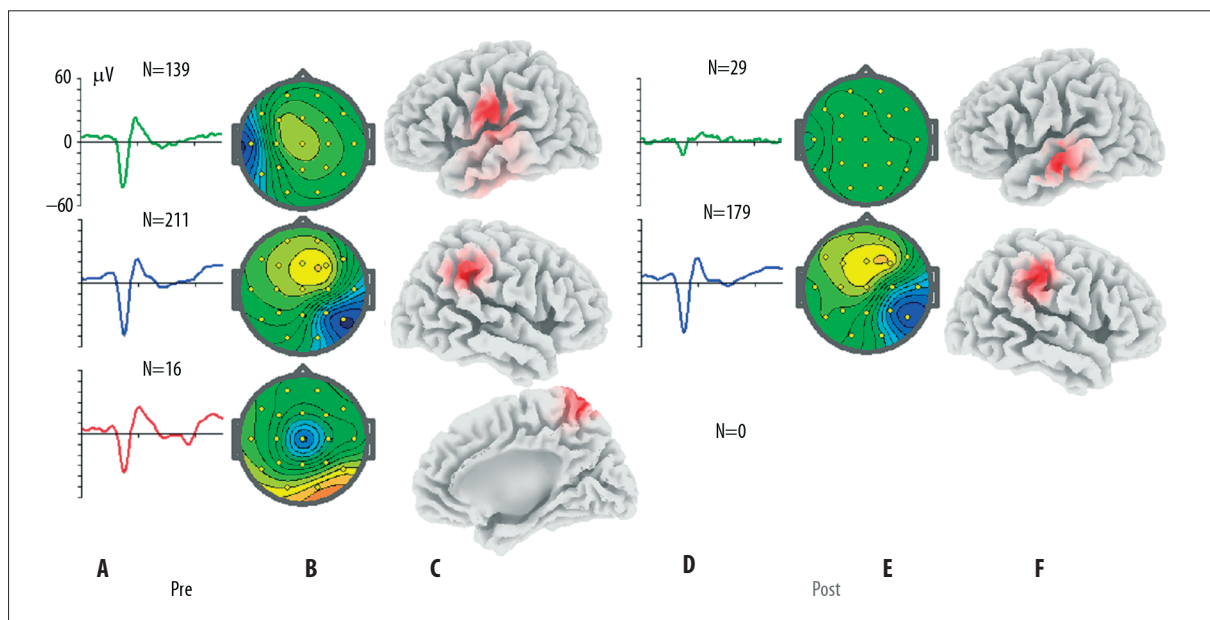 60
μV
N=139
N=29
0
–60
N=211
N=179
N=16
N=0
A
B
C
D
E
F
Pre
Post